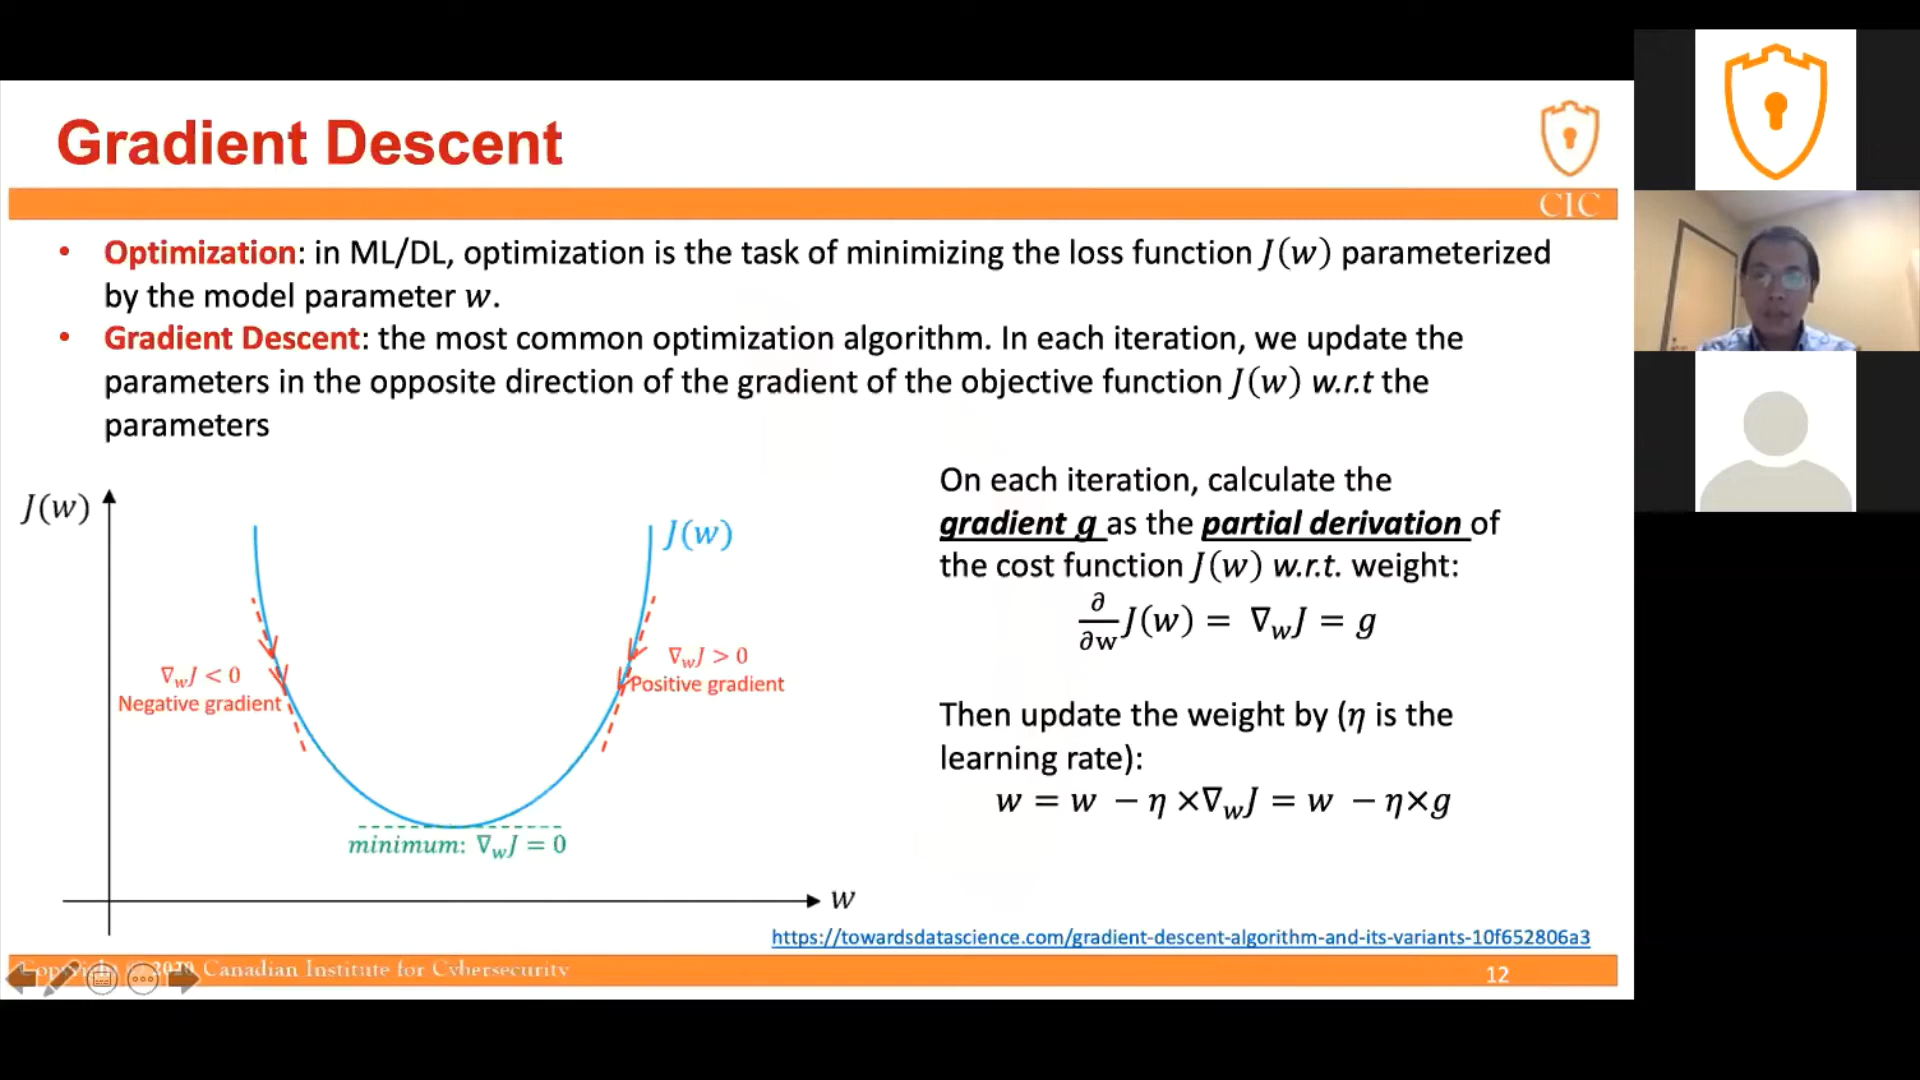 Gradient Descent
CIC
• Optimization: in ML/DL, optimization is the task of minimizing the loss function J(w) parameterized
by the model parameter w.
• Gradient Descent: the most common optimization algorithm. In each iteration, we update the
parameters in the opposite direction of the gradient of the objective function J(w) w.r.t the
parameters
J(w)
J(w)
∇wJ < 0
Negative gradient
∇wJ > 0
Positive gradient
minimum: ∇wJ = 0
w
On each iteration, calculate the
gradient g as the partial derivation of
the cost function J(w) w.r.t. weight:
∂/∂w J(w) = ∇wJ = g
Then update the weight by (η is the
learning rate):
w = w − η ×∇wJ = w − η×g
https://towardsdatascience.com/gradient-descent-algorithm-and-its-variants-10f652806a3
Canadian Institute for Cybersecurity
12